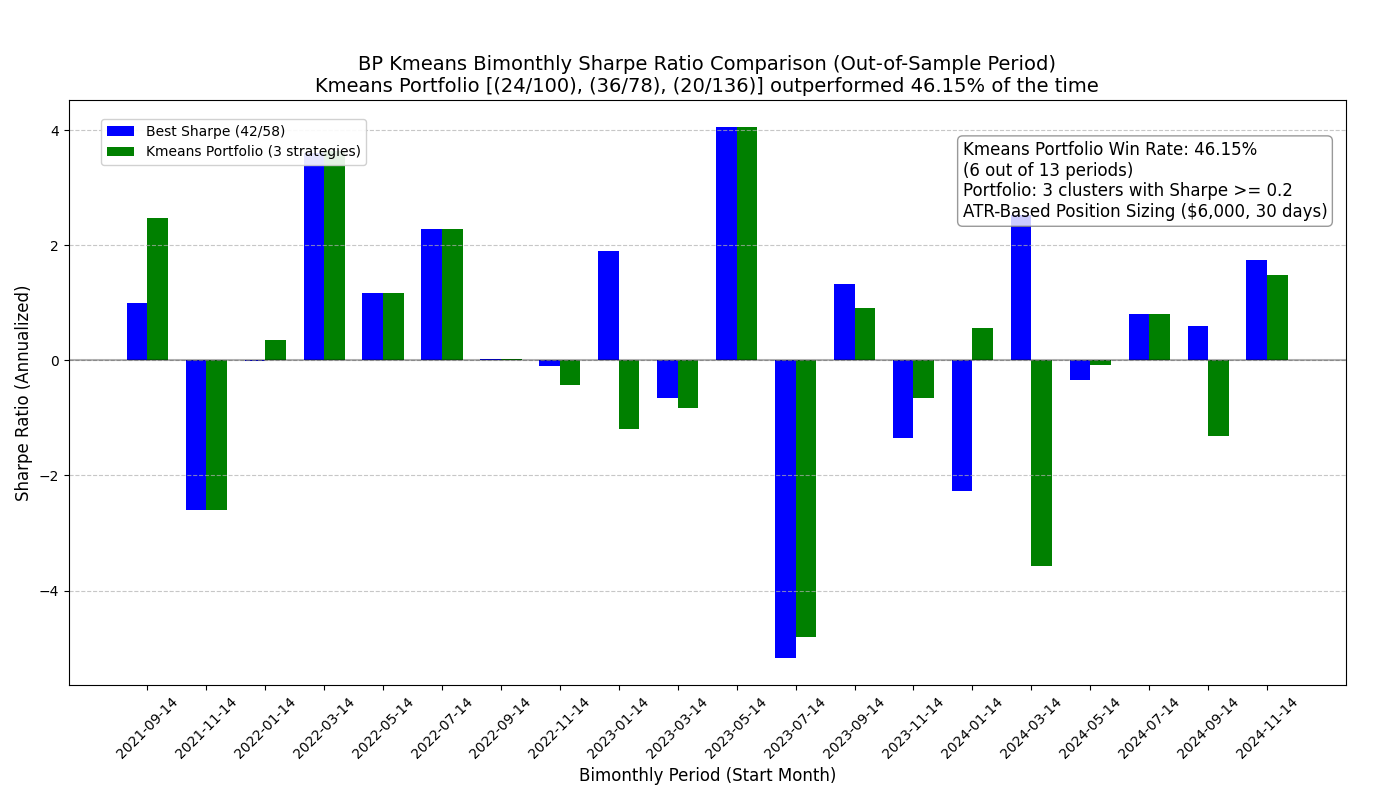 BP Kmeans Bimonthly Sharpe Ratio Comparison (Out-of-Sample Period)
Kmeans Portfolio [(24/100), (36/78), (20/136)] outperformed 46.15% of the time
Best Sharpe (42/58)
Kmeans Portfolio (3 strategies)
Kmeans Portfolio Win Rate: 46.15%
(6 out of 13 periods)
Portfolio: 3 clusters with Sharpe >= 0.2
ATR-Based Position Sizing ($6,000, 30 days)
Sharpe Ratio (Annualized)
4
2
0
−2
−4
2021-09-14
2021-11-14
2022-01-14
2022-03-14
2022-05-14
2022-07-14
2022-09-14
2022-11-14
2023-01-14
2023-03-14
2023-05-14
2023-07-14
2023-09-14
2023-11-14
2024-01-14
2024-03-14
2024-05-14
2024-07-14
2024-09-14
2024-11-14
Bimonthly Period (Start Month)